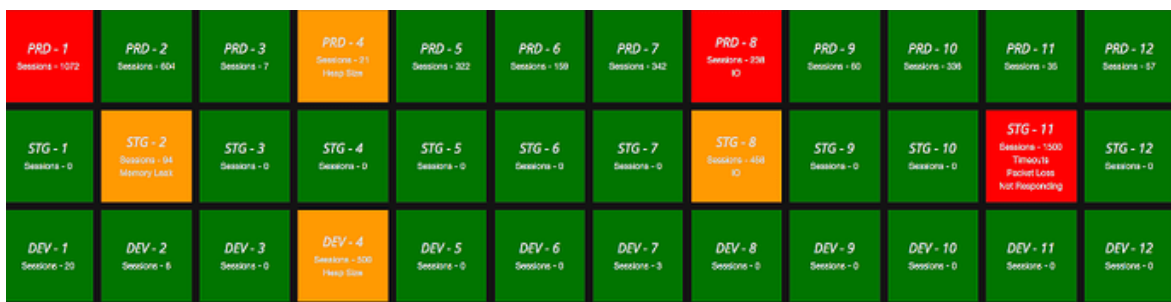 PRD - 1
Sessions - 1072
PRD - 2
Sessions - 604
PRD - 3
Sessions - 7
PRD - 4
Sessions - 21
Heap Size
PRD - 5
Sessions - 322
PRD - 6
Sessions - 159
PRD - 7
Sessions - 342
PRD - 8
Sessions - 238
IO
PRD - 9
Sessions - 60
PRD - 10
Sessions - 336
PRD - 11
Sessions - 35
PRD - 12
Sessions - 57
STG - 1
Sessions - 0
STG - 2
Sessions - 94
Memory Leak
STG - 3
Sessions - 0
STG - 4
Sessions - 0
STG - 5
Sessions - 0
STG - 6
Sessions - 0
STG - 7
Sessions - 0
STG - 8
Sessions - 456
IO
STG - 9
Sessions - 0
STG - 10
Sessions - 0
STG - 11
Sessions - 1500
Timeouts
Packet Loss
Not Responding
STG - 12
Sessions - 0
DEV - 1
Sessions - 20
DEV - 2
Sessions - 6
DEV - 3
Sessions - 0
DEV - 4
Sessions - 500
Heap Size
DEV - 5
Sessions - 0
DEV - 6
Sessions - 0
DEV - 7
Sessions - 3
DEV - 8
Sessions - 0
DEV - 9
Sessions - 0
DEV - 10
Sessions - 0
DEV - 11
Sessions - 0
DEV - 12
Sessions - 0